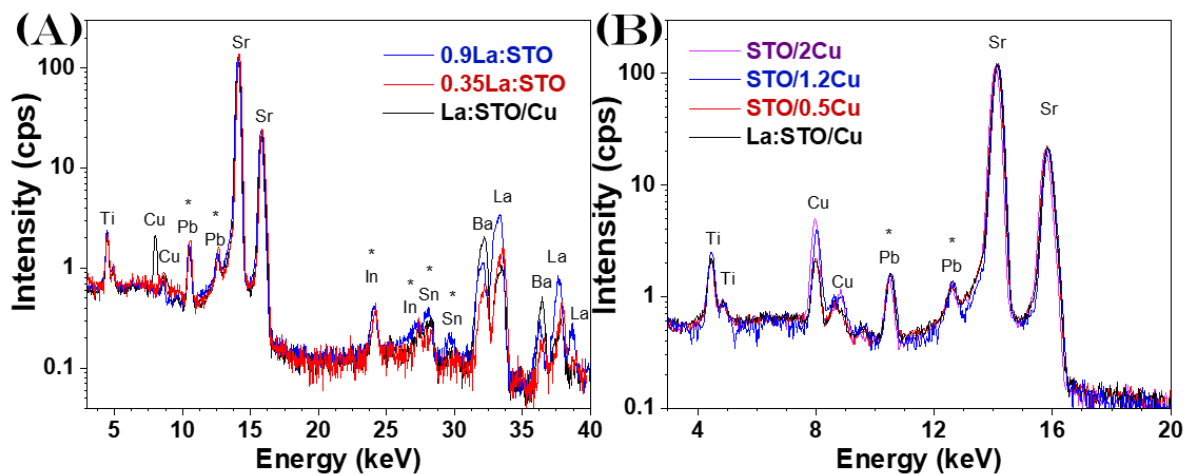 (A)
Sr
0.9La:STO
0.35La:STO
La:STO/Cu
Sr
Ti
Cu
Cu
*
Pb
*
Pb
*
In
*
In
*
Sn
*
Sn
Ba
La
Ba
La
La
100
10
1
0.1
Intensity (cps)
5 10 15 20 25 30 35 40
Energy (keV)
(B)
STO/2Cu
STO/1.2Cu
STO/0.5Cu
La:STO/Cu
Sr
Sr
Ti
Ti
Cu
Cu
*
Pb
*
Pb
100
10
1
0.1
Intensity (cps)
4 8 12 16 20
Energy (keV)